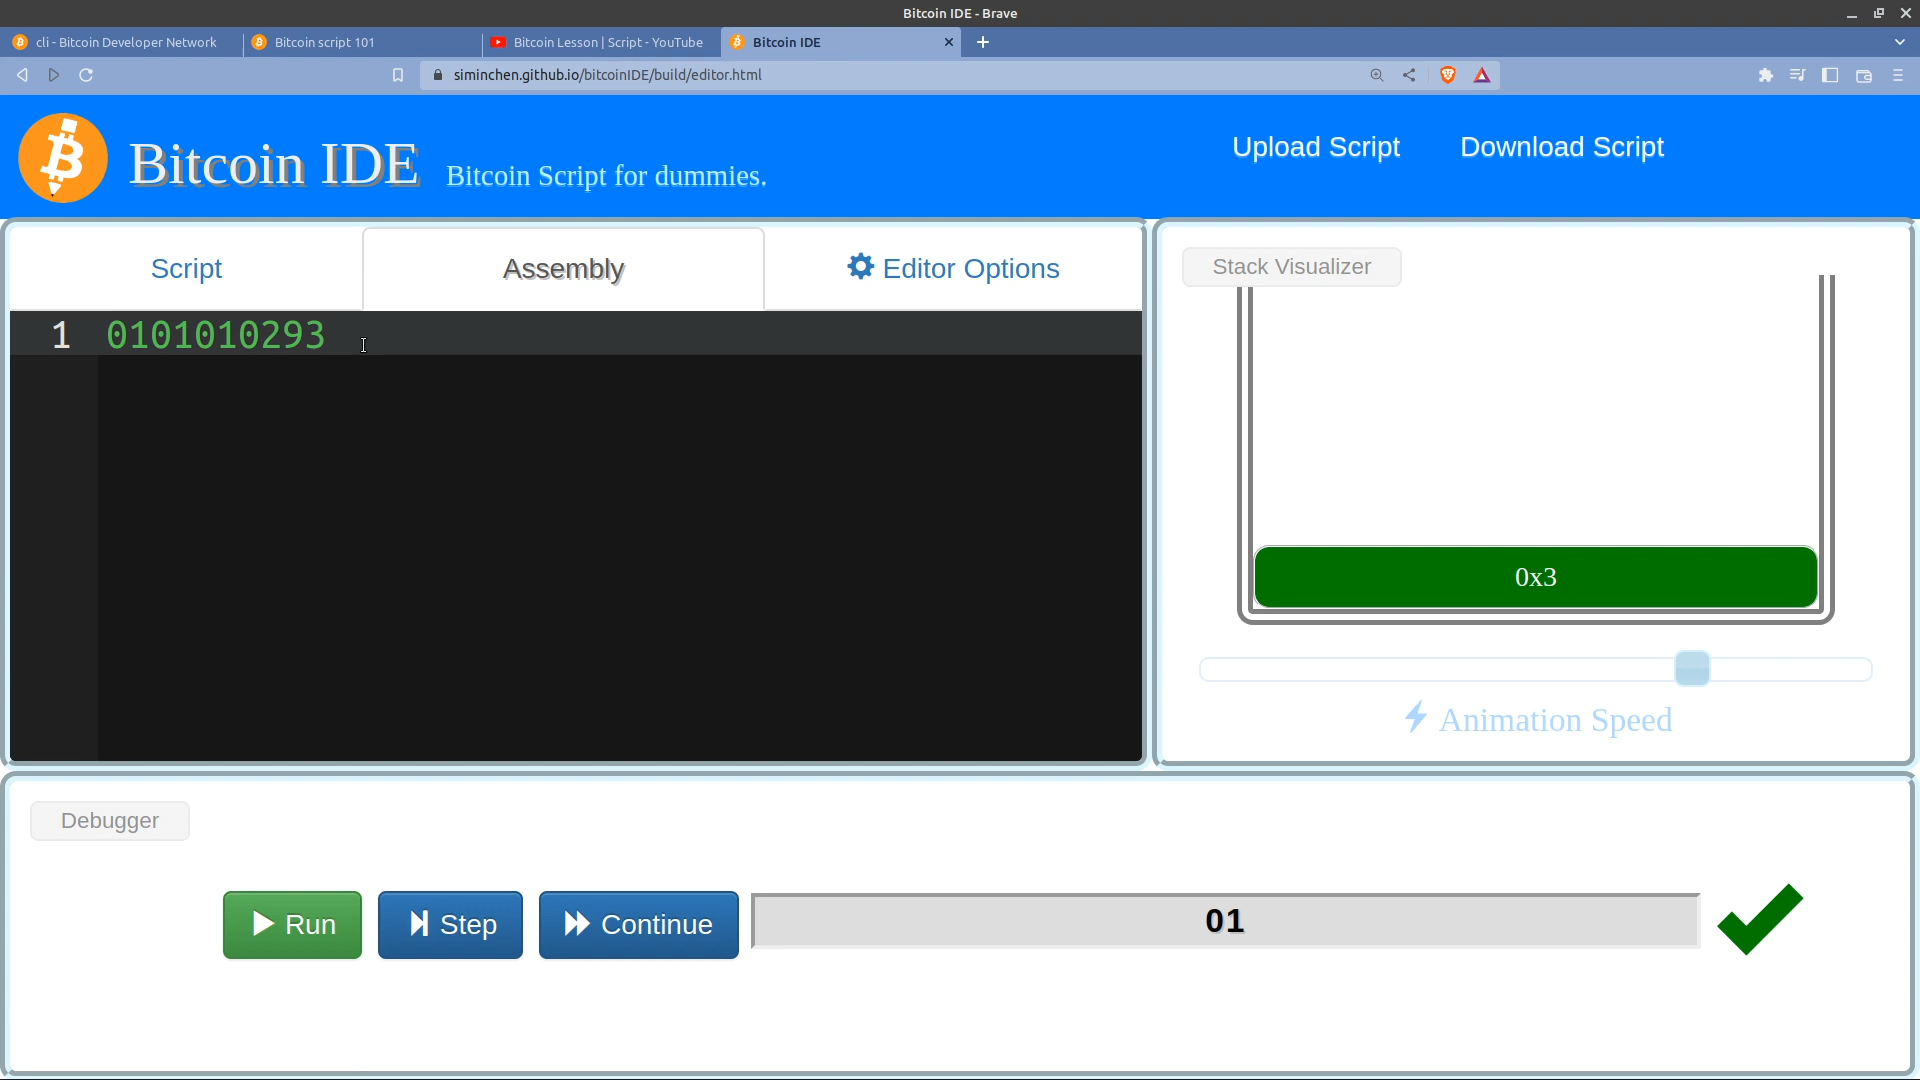 Bitcoin IDE - Brave
cli - Bitcoin Developer Network
Bitcoin script 101
Bitcoin Lesson | Script - YouTube
Bitcoin IDE
siminchen.github.io/bitcoinIDE/build/editor.html
Bitcoin IDE
Bitcoin Script for dummies.
Upload Script
Download Script
Script
Assembly
Editor Options
1 0101010293
Stack Visualizer
0x3
Animation Speed
Debugger
Run
Step
Continue
01